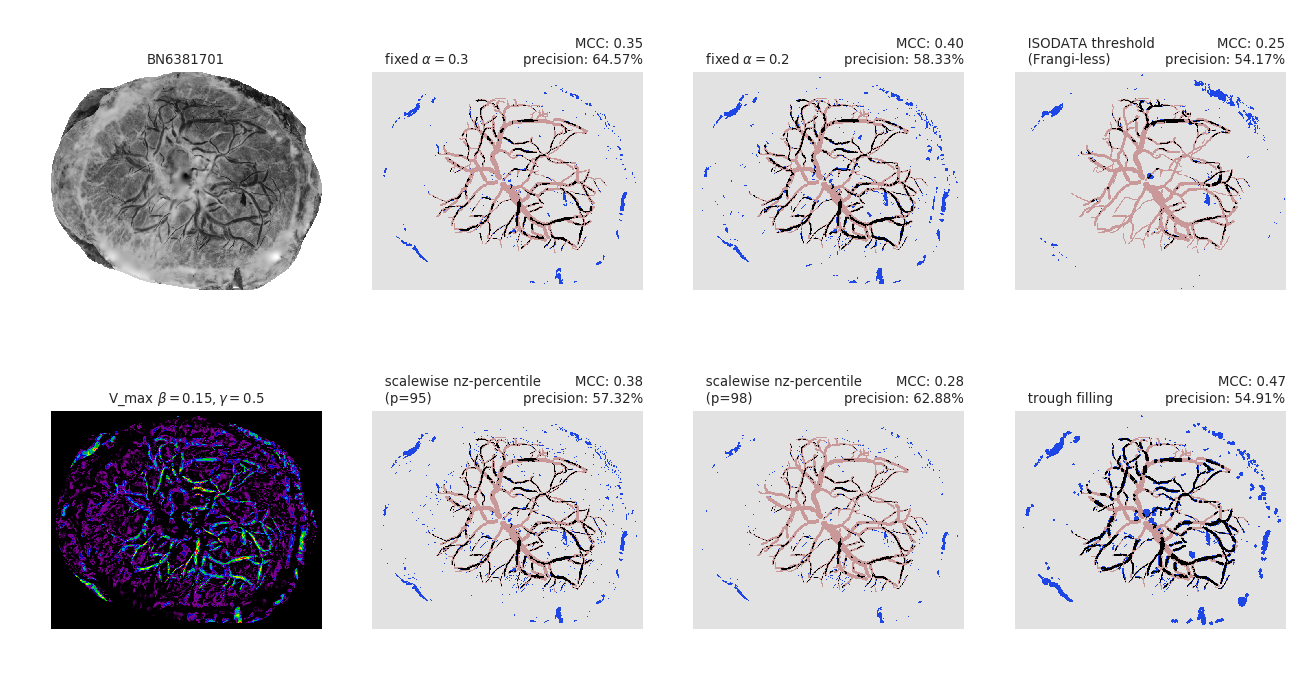 BN6381701
MCC: 0.35
fixed α = 0.3 precision: 64.57%
MCC: 0.40
fixed α = 0.2 precision: 58.33%
ISODATA threshold MCC: 0.25
(Frangi-less) precision: 54.17%
V_max β = 0.15, γ = 0.5
scalewise nz-percentile MCC: 0.38
(p=95) precision: 57.32%
scalewise nz-percentile MCC: 0.28
(p=98) precision: 62.88%
MCC: 0.47
trough filling precision: 54.91%